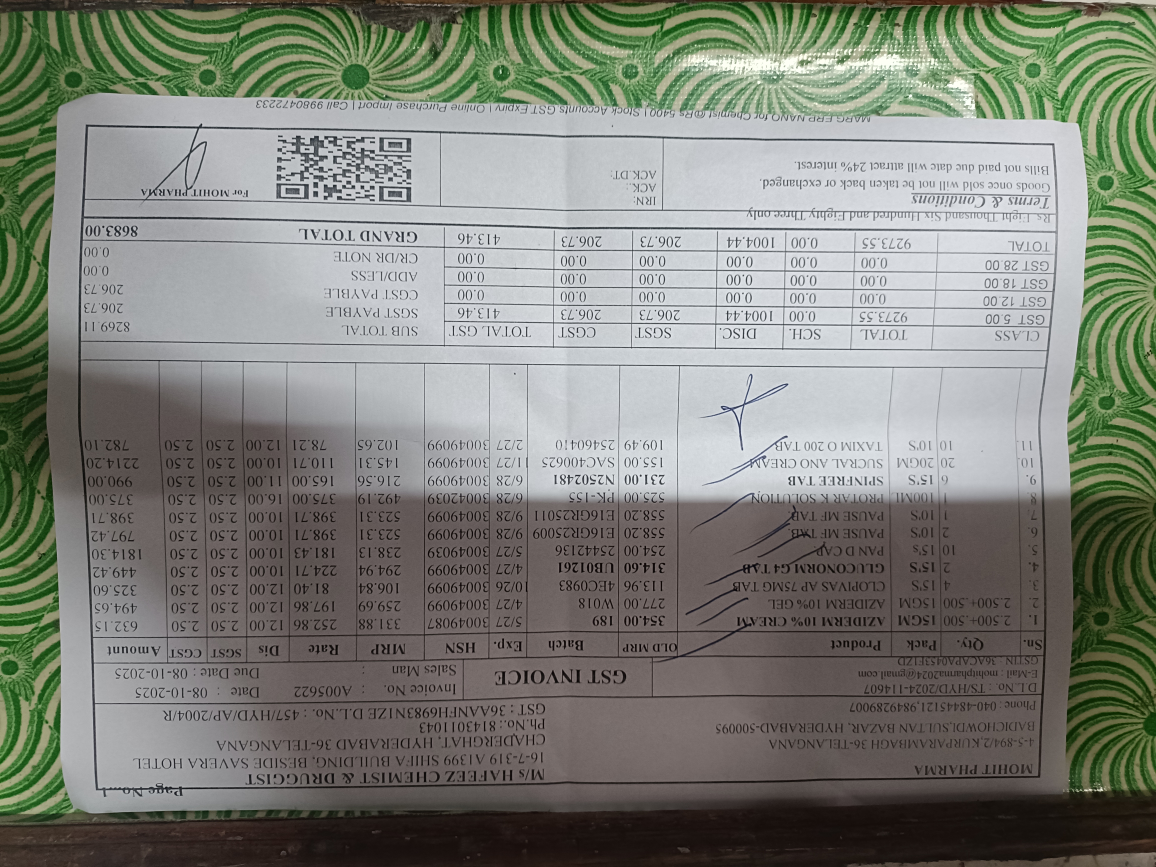 Page No...1
MOHIT PHARMA
4-5-894/2,KUPARAMBAGH 36-TELANGANA
BADICHOWDI,SULTAN BAZAR, HYDERABAD-500095
Phone : 040-48445121,9849289007
D.L.No : TS/HYD/2024-114607
E-Mail : mohitpharma2024@gmail.com
GSTIN : 36ACAPA0451F1ZD
M/s HAFEEZ CHEMIST & DRUGGIST
16-7-319 A1399 SHIFA BUILDING, BESIDE SAVERA HOTEL
CHADERGHAT, HYDERABAD 36-TELANGANA
Ph.No.: 8143011043
GST : 36AANFH6983N1ZE D.L.No. : 457/HYD/AP/2004/R
GST INVOICE
Invoice No. : A005622 Date : 08-10-2025
Sales Man : Due Date : 08-10-2025
Sn. Qty. Pack Product OLD MRP Batch Exp. HSN MRP Rate Dis SGST CGST Amount
1. 2.500+.500 15GM AZIDERM 10% CREAM 354.00 189 5/27 30049087 331.88 252.86 12.00 2.50 2.50 632.15
2. 2.500+.500 15GM AZIDERM 10% GEL 277.00 W018 4/27 30049099 259.69 197.86 12.00 2.50 2.50 494.65
3. 4 15'S CLOPIVAS AP 75MG TAB 113.96 4EC0983 10/26 30049099 106.84 81.40 12.00 2.50 2.50 325.60
4. 2 15'S GLUCONORM G4 TAB 314.60 UB01261 4/27 30049099 294.94 224.71 10.00 2.50 2.50 449.42
5. 10 15's PAN D CAP 254.00 25442136 5/27 30049039 238.13 181.43 10.00 2.50 2.50 1814.30
6. 2 10'S PAUSE MF TAB 558.20 E16GR25009 9/28 30049099 523.31 398.71 10.00 2.50 2.50 797.42
7. 1 10'S PAUSE MF TAB 558.20 E16GR25011 9/28 30049099 523.31 398.71 10.00 2.50 2.50 398.71
8. 1 100ML PROTAR K SOLUTION 525.00 PK-155 6/28 30042039 492.19 375.00 16.00 2.50 2.50 375.00
9. 6 15'S SPINFREE TAB 231.00 N2502481 6/28 30049099 216.56 165.00 11.00 2.50 2.50 990.00
10. 20 20GM SUCRAL ANO CREAM 155.00 SAC400625 11/27 30049099 145.31 110.71 10.00 2.50 2.50 2214.20
11. 10 10'S TAXIM O 200 TAB 109.49 25460410 2/27 30049099 102.65 78.21 12.00 2.50 2.50 782.10
CLASS TOTAL SCH. DISC. SGST CGST TOTAL GST
GST 5.00 9273.55 0.00 1004.44 206.73 206.73 413.46
GST 12.00 0.00 0.00 0.00 0.00 0.00 0.00
GST 18.00 0.00 0.00 0.00 0.00 0.00 0.00
GST 28.00 0.00 0.00 0.00 0.00 0.00 0.00
TOTAL 9273.55 0.00 1004.44 206.73 206.73 413.46
SUB TOTAL 8269.11
SGST PAYBLE 206.73
CGST PAYBLE 206.73
ADD/LESS 0.00
CR/DR NOTE 0.00
GRAND TOTAL 8683.00
Rs. Eight Thousand Six Hundred and Eighty Three only
Terms & Conditions
Goods once sold will not be taken back or exchanged.
Bills not paid due date will attract 24% interest.
IRN:
ACK.:
ACK DT:
For MOHIT PHARMA
MARG ERP NANO for Chemist @Rs 5400 | Stock Accounts GST Expiry | Online Purchase Import | Call 9980472233